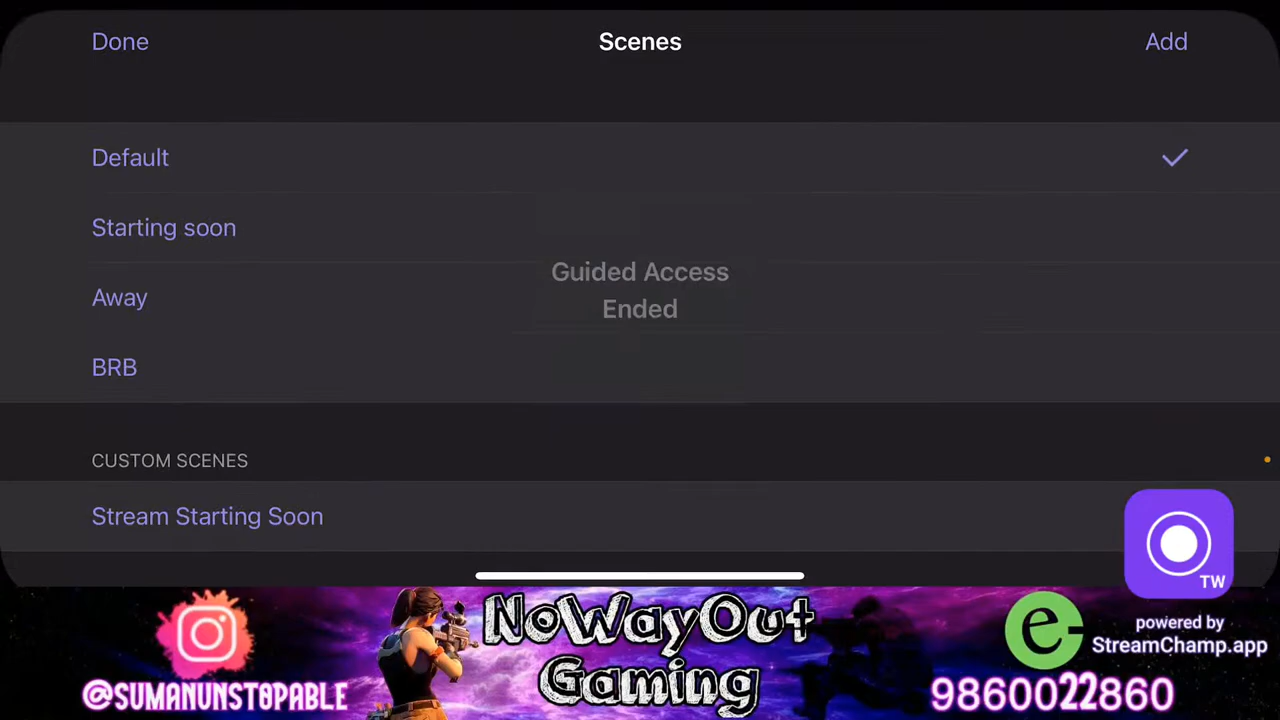 Done
Scenes
Add
Default
Starting soon
Guided Access
Ended
Away
BRB
CUSTOM SCENES
Stream Starting Soon
TW
NoWayOut
Gaming
@SUMANUNSTOPABLE
e
powered by
StreamChamp.app
9860022860